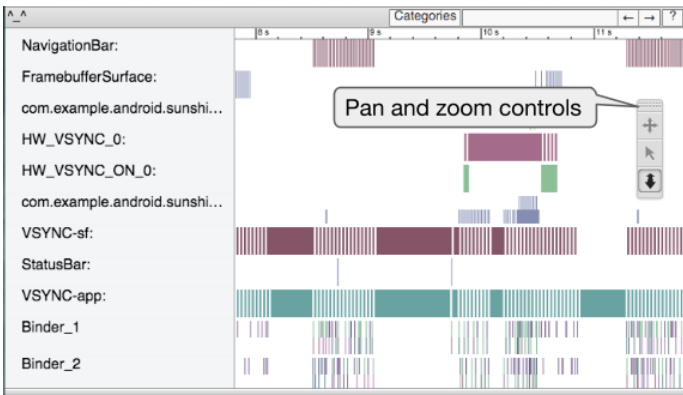 ^_^
Categories ← → ?
8 s 9 s 10 s 11 s
NavigationBar:
FramebufferSurface:
com.example.android.sunshi...
Pan and zoom controls
HW_VSYNC_0:
HW_VSYNC_ON_0:
com.example.android.sunshi...
VSYNC-sf:
StatusBar:
VSYNC-app:
Binder_1
Binder_2